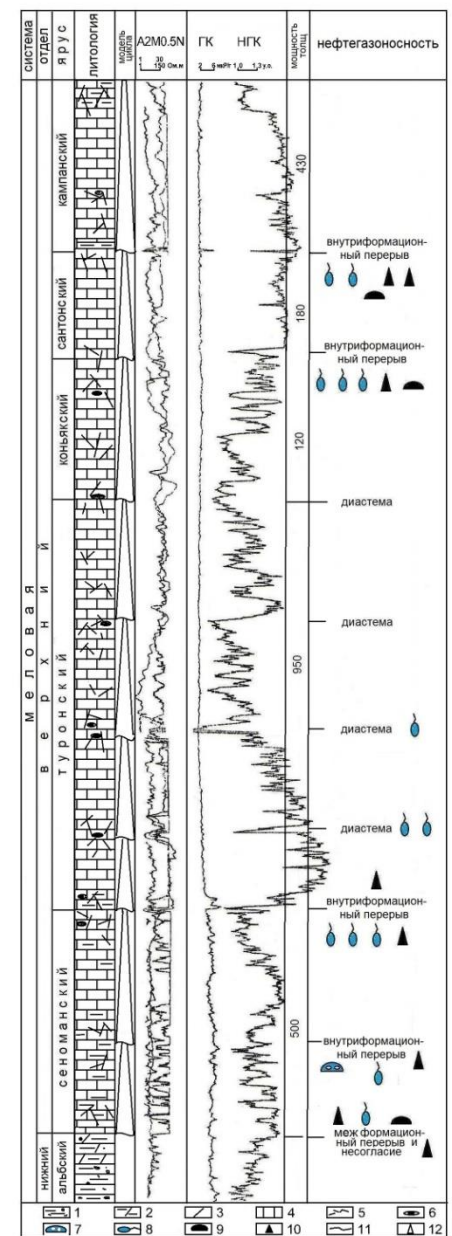 система
отдел
ярус
литология
модель цикла
А2М0.5N
ГК
НГК
мощность толщ
нефтегазоносность
1 30
1 150 Ом.м
2 6 мкР/г
1,0 1,3 у.о.
меловая
верхний
нижний
кампанский
сантонский
коньякский
туронский
сеноманский
альбский
430
180
120
950
500
внутриформацион-
ный перерыв
внутриформацион-
ный перерыв
диастема
диастема
диастема
диастема
внутриформацион-
ный перерыв
внутриформацион-
ный перерыв
меж формацион-
ный перерыв и
несогласие
1 2 3 4 5 6
7 8 9 10 11 12